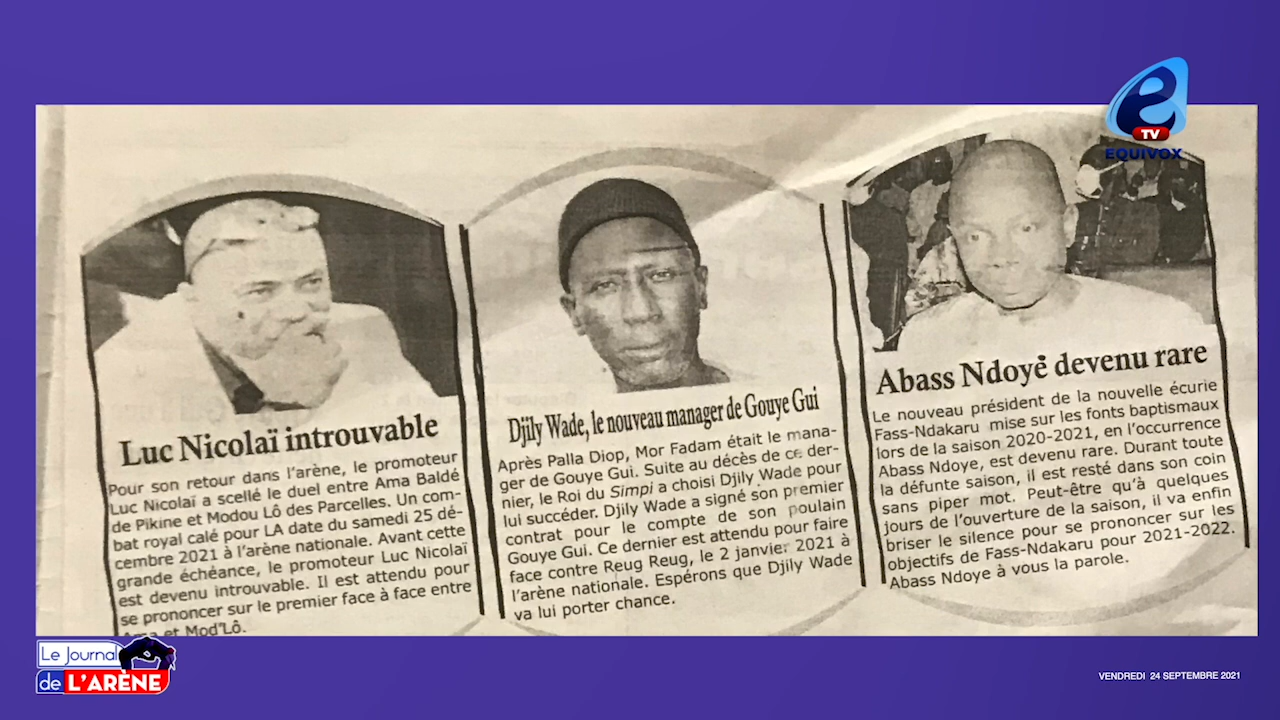 e
TV
EQUIVOX
Luc Nicolaï introuvable
Pour son retour dans l'arène, le promoteur
Luc Nicolaï a scellé le duel entre Ama Baldé
de Pikine et Modou Lô des Parcelles. Un com-
bat royal calé pour LA date du samedi 25 dé-
cembre 2021 à l'arène nationale. Avant cette
grande échéance, le promoteur Luc Nicolaï
est devenu introuvable. Il est attendu pour
se prononcer sur le premier face à face entre
Ama et Mod'Lô.
Djily Wade, le nouveau manager de Gouye Gui
Après Palla Diop, Mor Fadam était le mana-
ger de Gouye Gui. Suite au décès de ce der-
nier, le Roi du Simpi a choisi Djily Wade pour
lui succéder. Djily Wade a signé son premier
contrat pour le compte de son poulain
Gouye Gui. Ce dernier est attendu pour faire
face contre Reug Reug, le 2 janvier 2021 à
l'arène nationale. Espérons que Djily Wade
va lui porter chance.
Abass Ndoye devenu rare
Le nouveau président de la nouvelle écurie
Fass-Ndakaru mise sur les fonts baptismaux
lors de la saison 2020-2021, en l'occurrence
Abass Ndoye, est devenu rare. Durant toute
la défunte saison, il est resté dans son coin
sans piper mot. Peut-être qu'à quelques
jours de l'ouverture de la saison, il va enfin
briser le silence pour se prononcer sur les
objectifs de Fass-Ndakaru pour 2021-2022.
Abass Ndoye à vous la parole.
Le Journal
de L'ARÈNE
VENDREDI 24 SEPTEMBRE 2021